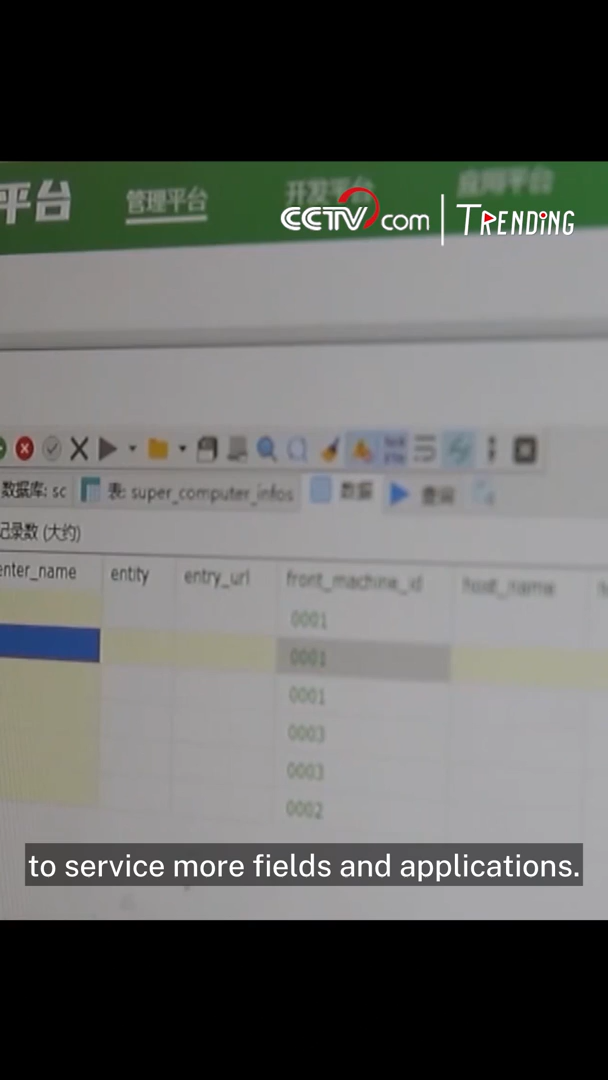 平台
管理平台
开发平台
应用平台
CCTV com TRENDING
数据库: sc
表: super_computer_infos
数据
查询
记录数 (大约)
enter_name
entity
entry_url
front_machine_id
host_name
0001
0001
0001
0003
0003
0002
to service more fields and applications.